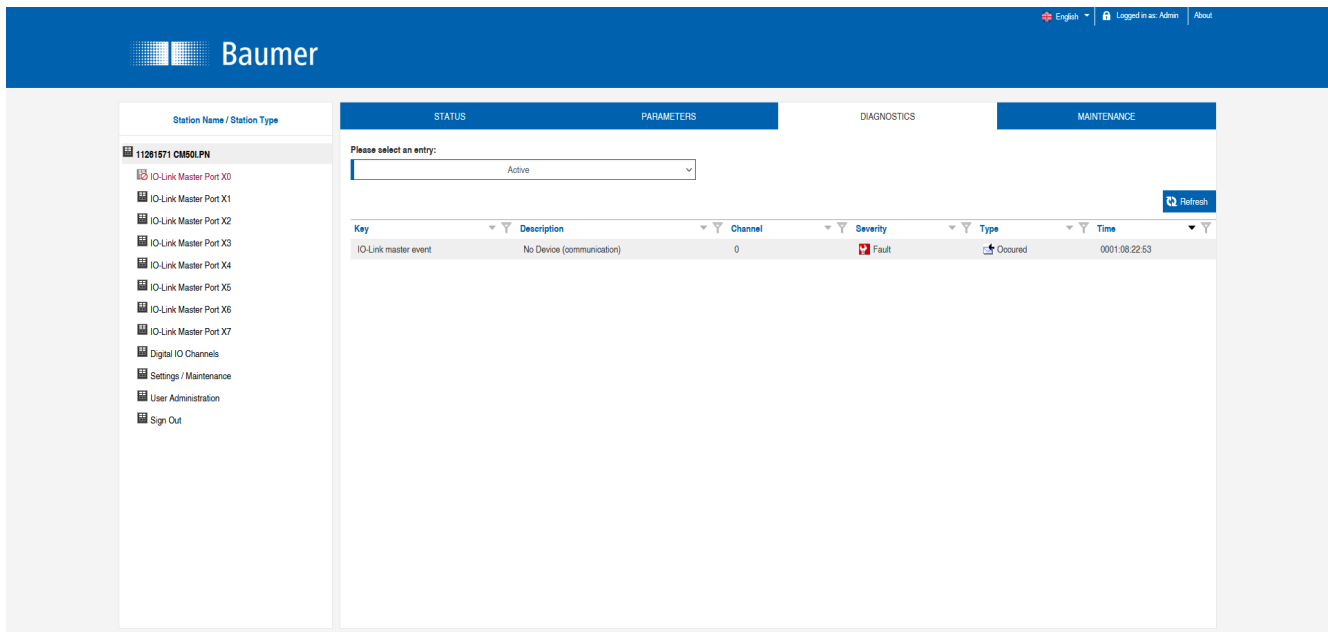 English
Logged in as: Admin
About
Baumer
Station Name / Station Type
11261571 CM50I.PN
IO-Link Master Port X0
IO-Link Master Port X1
IO-Link Master Port X2
IO-Link Master Port X3
IO-Link Master Port X4
IO-Link Master Port X5
IO-Link Master Port X6
IO-Link Master Port X7
Digital IO Channels
Settings / Maintenance
User Administration
Sign Out
STATUS PARAMETERS DIAGNOSTICS MAINTENANCE
Please select an entry:
Active
Refresh
Key Description Channel Severity Type Time
IO-Link master event No Device (communication) 0 Fault Occured 0001:08:22:53